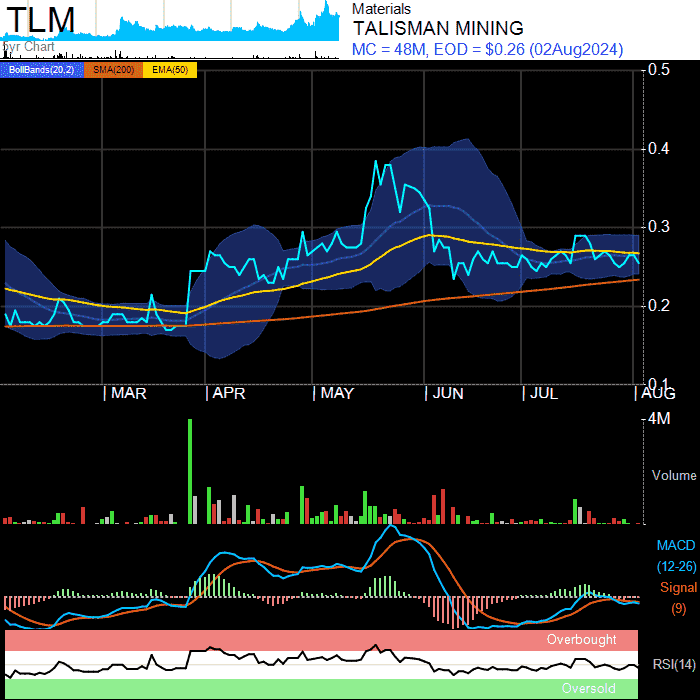 TLM
5yr Chart
Materials
TALISMAN MINING
MC = 48M, EOD = $0.26 (02Aug2024)
BollBands(20,2) SMA(200) EMA(50)
0.5
0.4
0.3
0.2
0.1
MAR APR MAY JUN JUL AUG
4M
Volume
MACD
(12-26)
Signal
(9)
Overbought
RSI(14)
Oversold